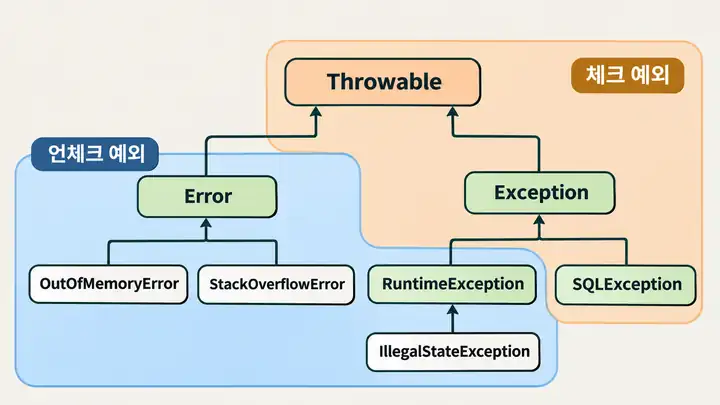 Throwable
체크 예외
언체크 예외
Error
Exception
OutOfMemoryError
StackOverflowError
RuntimeException
SQLException
IllegalStateException